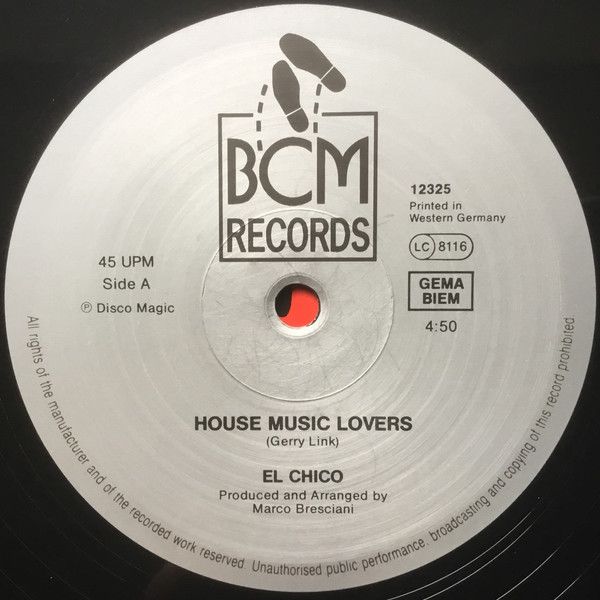 BCM
RECORDS
12325
Printed in
Western Germany
LC 8116
GEMA
BIEM
4:50
45 UPM
Side A
℗ Disco Magic
HOUSE MUSIC LOVERS
(Gerry Link)
EL CHICO
Produced and Arranged by
Marco Bresciani
All rights of the manufacturer and of the recorded work reserved. Unauthorised public performance, broadcasting and copying of this record prohibited.